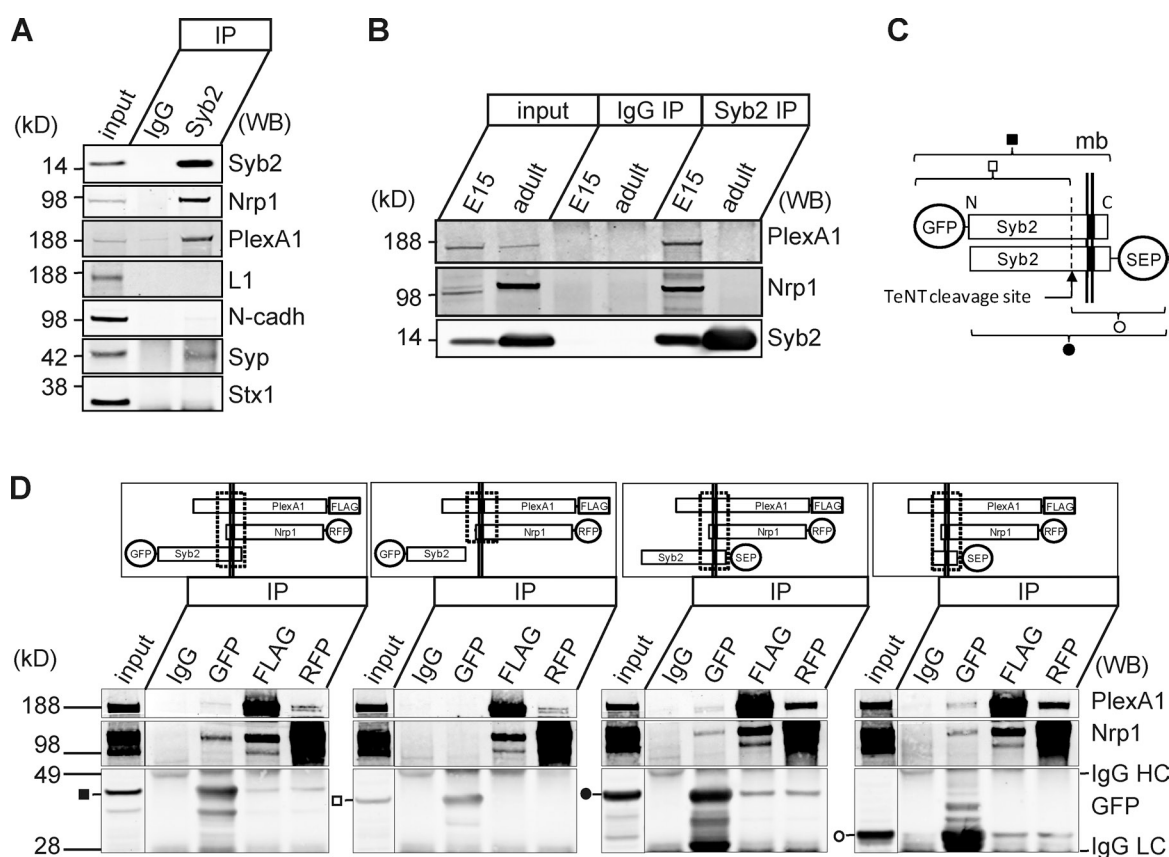 A
IP
(kD)
input
IgG
Syb2
(WB)
14
Syb2
98
Nrp1
188
PlexA1
188
L1
98
N-cadh
42
Syp
38
Stx1
B
input
IgG IP
Syb2 IP
(kD)
E15
adult
E15
adult
E15
adult
(WB)
188
PlexA1
98
Nrp1
14
Syb2
C
mb
N
C
GFP
Syb2
Syb2
SEP
TeNT cleavage site
D
PlexA1 FLAG
Nrp1 RFP
GFP Syb2
PlexA1 FLAG
Nrp1 RFP
GFP Syb2
PlexA1 FLAG
Nrp1 RFP
Syb2 SEP
PlexA1 FLAG
Nrp1 RFP
SEP
IP
IP
IP
IP
(kD)
input
IgG
GFP
FLAG
RFP
input
IgG
GFP
FLAG
RFP
input
IgG
GFP
FLAG
RFP
input
IgG
GFP
FLAG
RFP
(WB)
188
PlexA1
98
Nrp1
49
IgG HC
GFP
28
IgG LC